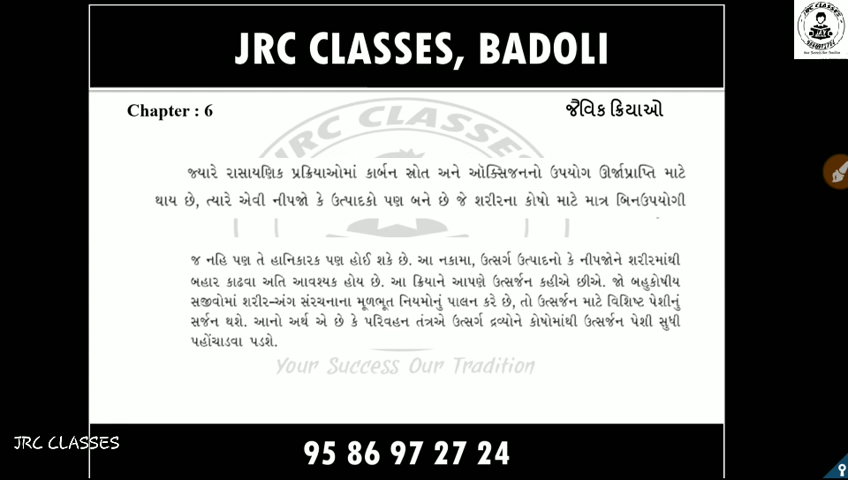 JRC CLASSES, BADOLI
Chapter : 6
જૈવિક ક્રિયાઓ
JRC CLASSES
જ્યારે રાસાયણિક પ્રક્રિયાઓમાં કાર્બન સ્રોત અને ઑક્સિજનનો ઉપયોગ ઊર્જાપ્રાપ્તિ માટે
થાય છે, ત્યારે એવી નીપજો કે ઉત્પાદકો પણ બને છે જે શરીરના કોષો માટે માત્ર બિનઉપયોગી
જ નહિ પણ તે હાનિકારક પણ હોઈ શકે છે. આ નકામા, ઉત્સર્ગ ઉત્પાદનો કે નીપજોને શરીરમાંથી
બહાર કાઢવા અતિ આવશ્યક હોય છે. આ ક્રિયાને આપણે ઉત્સર્જન કહીએ છીએ. જો બહુકોષીય
સજીવોમાં શરીર-અંગ સંરચનાના મૂળભૂત નિયમોનું પાલન કરે છે, તો ઉત્સર્જન માટે વિશિષ્ટ પેશીનું
સર્જન થશે. આનો અર્થ એ છે કે પરિવહન તંત્રએ ઉત્સર્ગ દ્રવ્યોને કોષોમાંથી ઉત્સર્જન પેશી સુધી
પહોંચાડવા પડશે.
Your Success Our Tradition
JRC CLASSES
95 86 97 27 24